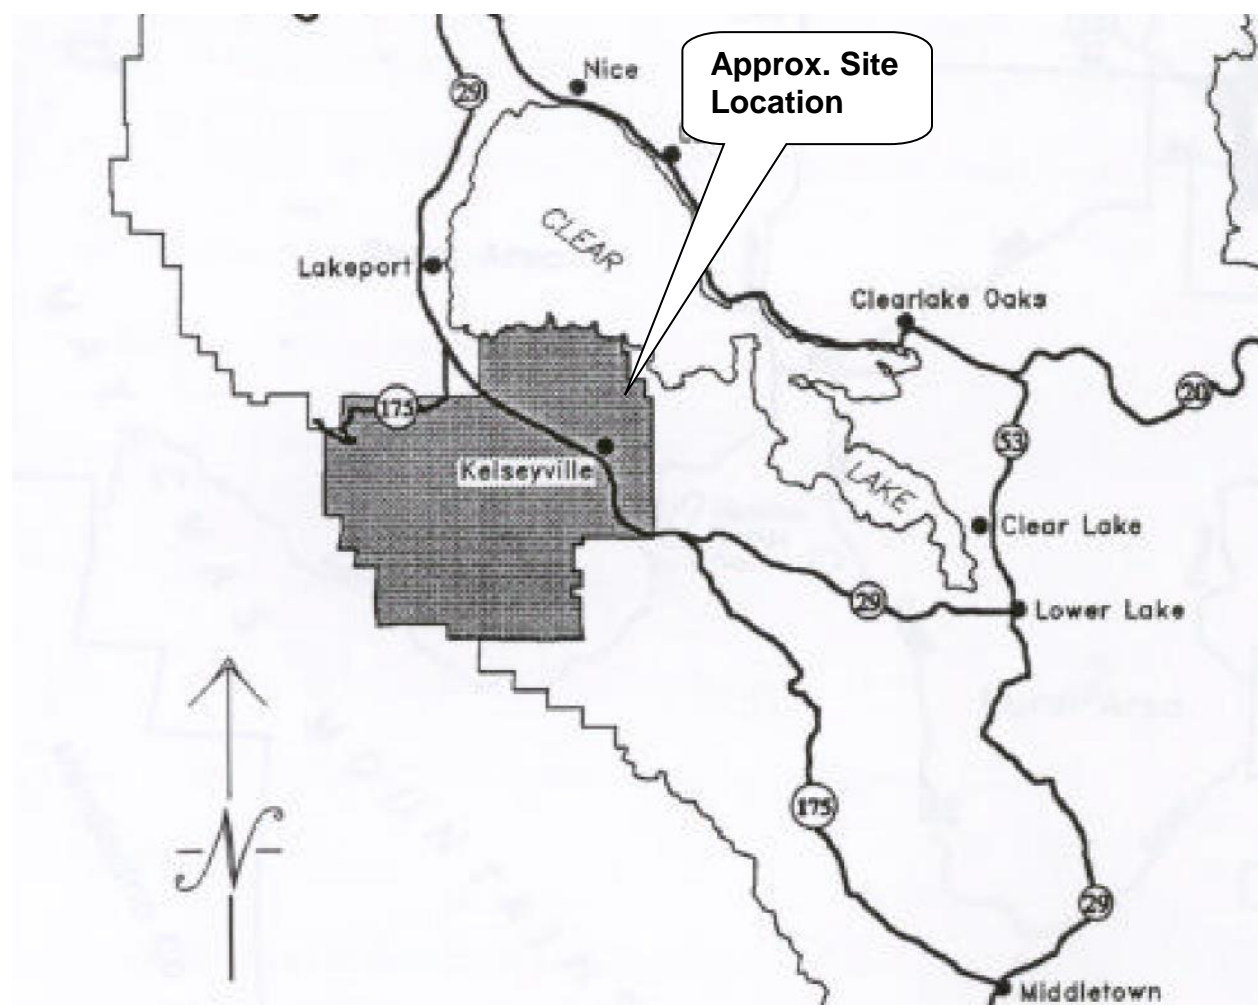 Nice
Approx. Site
Location
29
CLEAR
Lakeport
Clearlake Oaks
175
20
53
Kelseyville
LAKE
Clear Lake
29
Lower Lake
175
N
29
Middletown